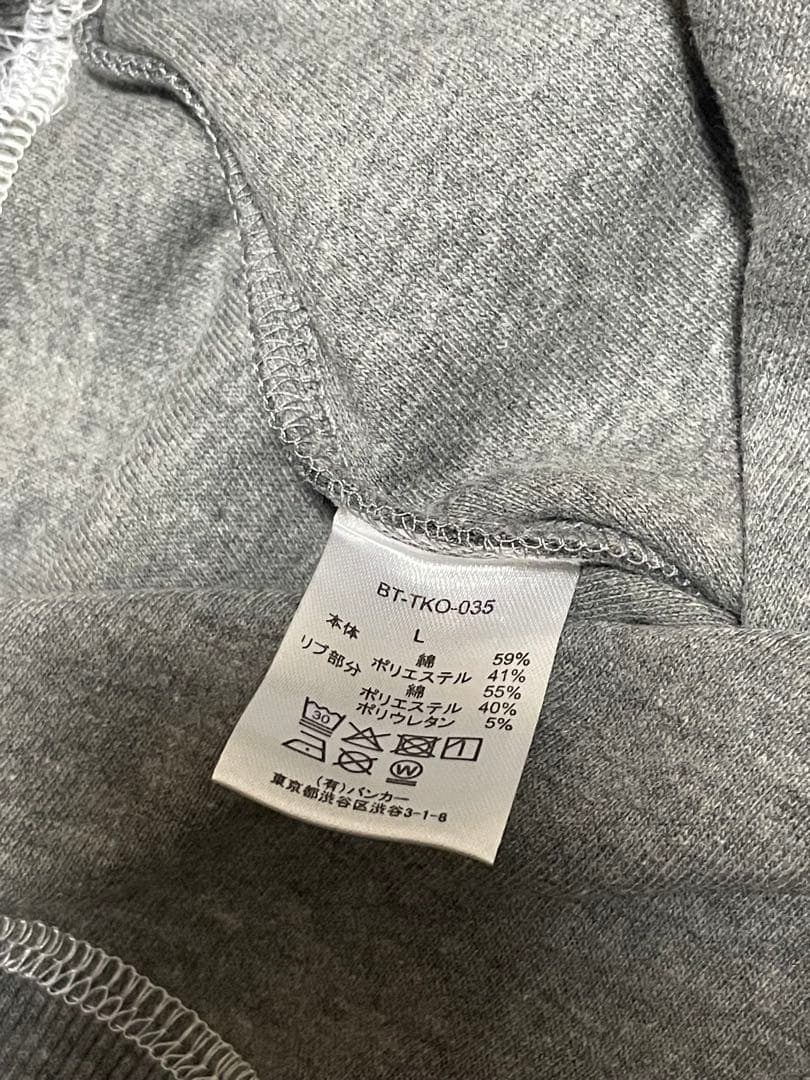 BT-TKO-035
L
本体 綿 59%
ポリエステル 41%
リブ部分 綿 55%
ポリエステル 40%
ポリウレタン 5%
30
1
W
(有)バンカー
東京都渋谷区渋谷3-1-8